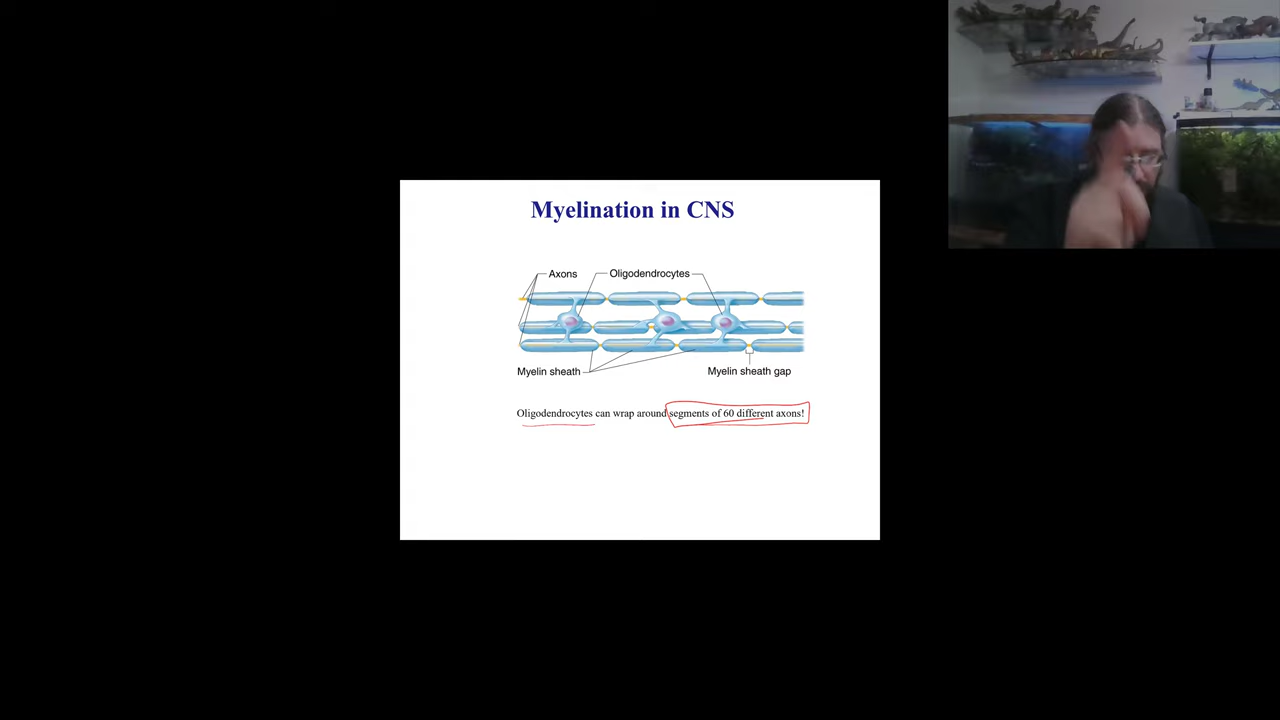 Myelination in CNS
Axons
Oligodendrocytes
Myelin sheath
Myelin sheath gap
Oligodendrocytes can wrap around segments of 60 different axons!